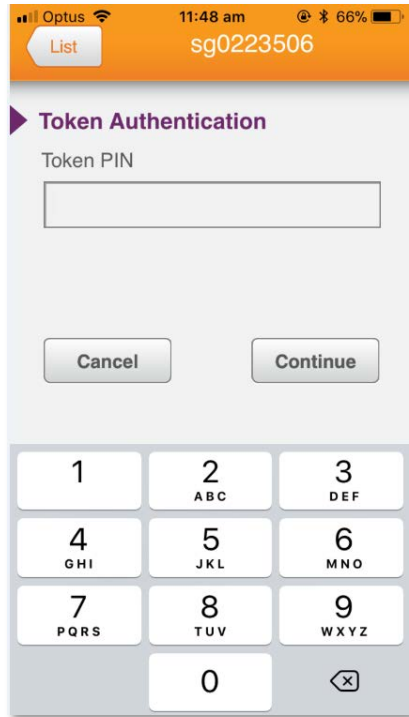 Optus 11:48 am 66%
List sg0223506
Token Authentication
Token PIN
Cancel Continue
1 2 3
ABC DEF
4 5 6
GHI JKL MNO
7 8 9
PQRS TUV WXYZ
0